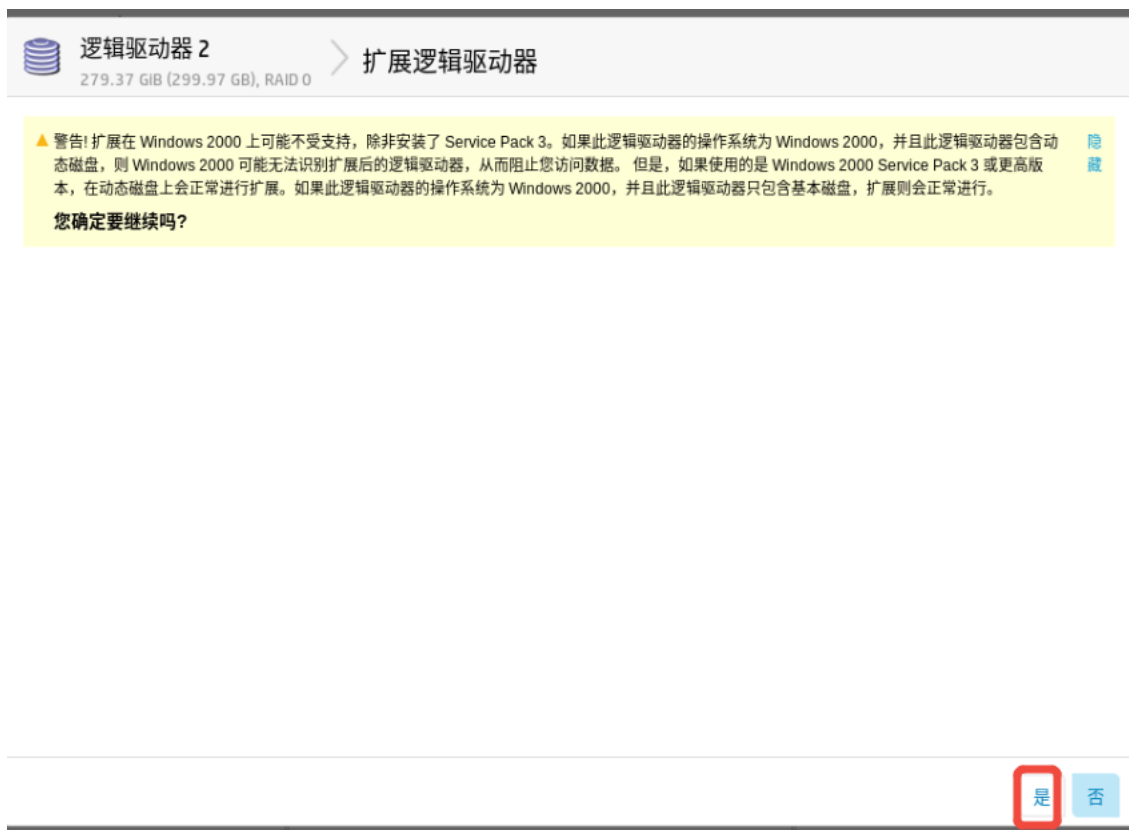 逻辑驱动器 2
279.37 GiB (299.97 GB), RAID 0
扩展逻辑驱动器
警告! 扩展在 Windows 2000 上可能不受支持，除非安装了 Service Pack 3。如果此逻辑驱动器的操作系统为 Windows 2000，并且此逻辑驱动器包含动
态磁盘，则 Windows 2000 可能无法识别扩展后的逻辑驱动器，从而阻止您访问数据。 但是，如果使用的是 Windows 2000 Service Pack 3 或更高版
本，在动态磁盘上会正常进行扩展。如果此逻辑驱动器的操作系统为 Windows 2000，并且此逻辑驱动器只包含基本磁盘，扩展则会正常进行。
隐
藏
您确定要继续吗?
是
否